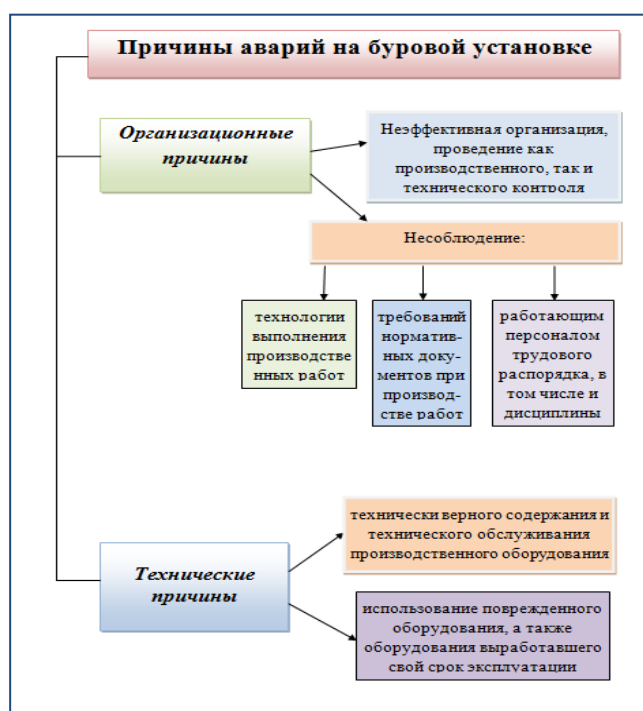 Причины аварий на буровой установке
Организационные
причины
Неэффективная организация,
проведение как
производственного, так и
технического контроля
Несоблюдение:
технологии
выполнения
производстве
нных работ
требований
норматив-
ных доку-
ментов при
производ-
стве работ
работающим
персоналом
трудового
распорядка, в
том числе и
дисциплины
Технические
причины
технически верного содержания и
технического обслуживания
производственного оборудования
использование поврежденного
оборудования, а также
оборудования выработавшего
свой срок эксплуатации